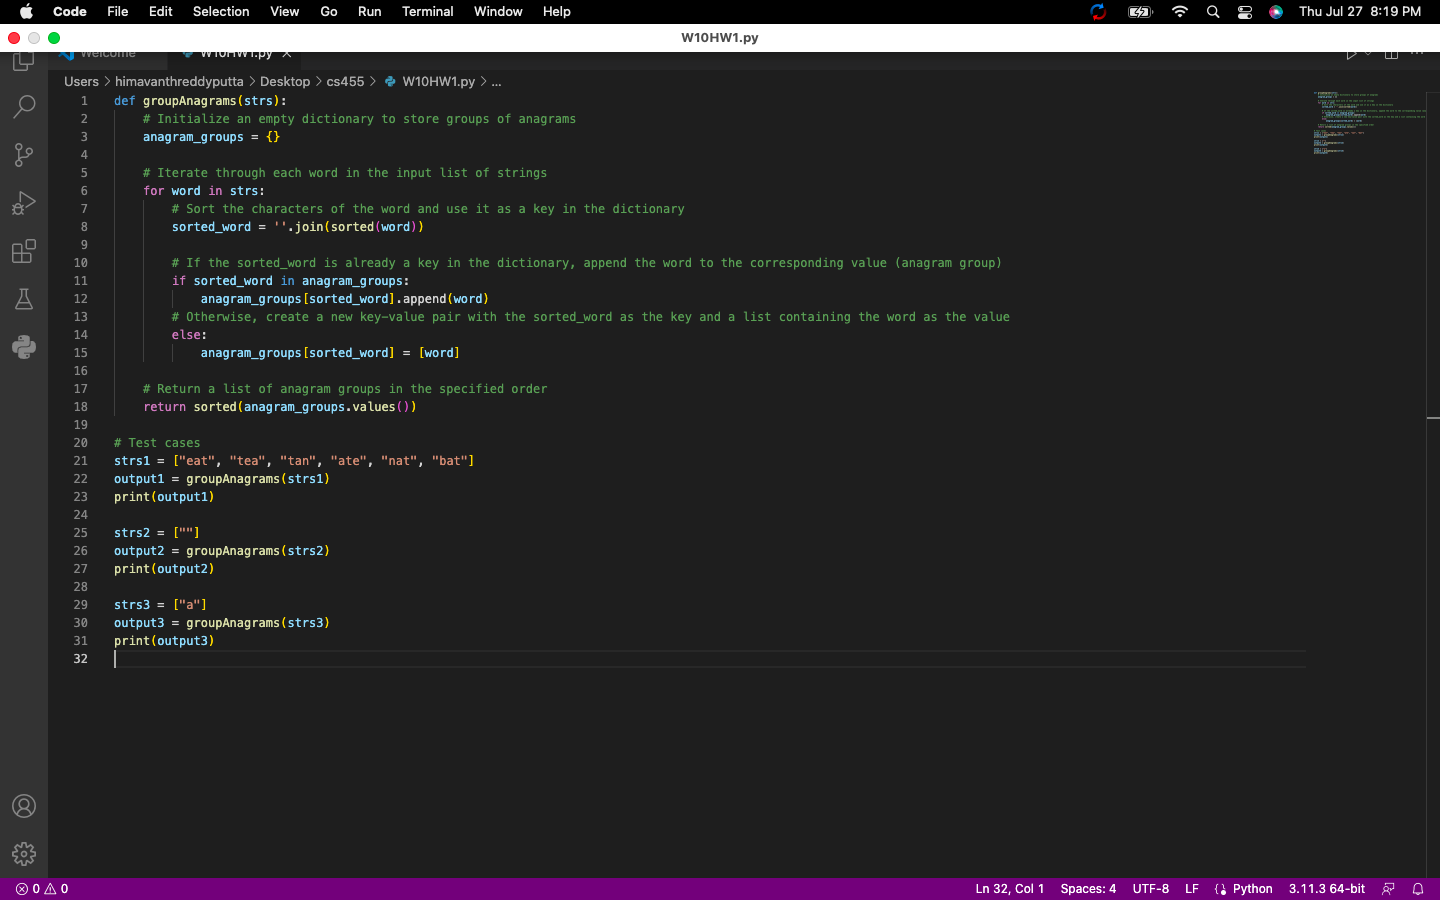 Code File Edit Selection View Go Run Terminal Window Help Thu Jul 27 8:19 PM
W10HW1.py
Welcome W10HW1.py
Users > himavanthreddyputta > Desktop > cs455 > W10HW1.py > ...
1 def groupAnagrams(strs):
2 # Initialize an empty dictionary to store groups of anagrams
3 anagram_groups = {}
4
5 # Iterate through each word in the input list of strings
6 for word in strs:
7 # Sort the characters of the word and use it as a key in the dictionary
8 sorted_word = ''.join(sorted(word))
9
10 # If the sorted_word is already a key in the dictionary, append the word to the corresponding value (anagram group)
11 if sorted_word in anagram_groups:
12 anagram_groups[sorted_word].append(word)
13 # Otherwise, create a new key-value pair with the sorted_word as the key and a list containing the word as the value
14 else:
15 anagram_groups[sorted_word] = [word]
16
17 # Return a list of anagram groups in the specified order
18 return sorted(anagram_groups.values())
19
20 # Test cases
21 strs1 = ["eat", "tea", "tan", "ate", "nat", "bat"]
22 output1 = groupAnagrams(strs1)
23 print(output1)
24
25 strs2 = [""]
26 output2 = groupAnagrams(strs2)
27 print(output2)
28
29 strs3 = ["a"]
30 output3 = groupAnagrams(strs3)
31 print(output3)
32
0 0 Ln 32, Col 1 Spaces: 4 UTF-8 LF Python 3.11.3 64-bit